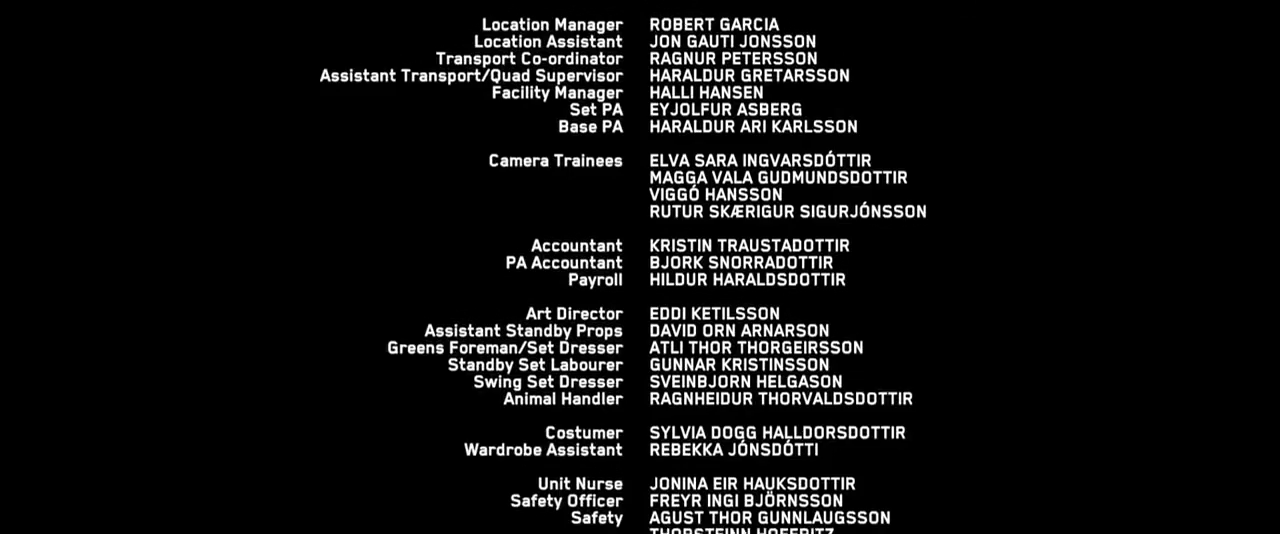 Location Manager ROBERT GARCIA
Location Assistant JON GAUTI JONSSON
Transport Co-ordinator RAGNUR PETERSSON
Assistant Transport/Quad Supervisor HARALDUR GRETARSSON
Facility Manager HALLI HANSEN
Set PA EYJOLFUR ASBERG
Base PA HARALDUR ARI KARLSSON
Camera Trainees ELVA SARA INGVARSDÓTTIR
MAGGA VALA GUDMUNDSDOTTIR
VIGGÓ HANSSON
RUTUR SKÆRIGUR SIGURJÓNSSON
Accountant KRISTIN TRAUSTADOTTIR
PA Accountant BJORK SNORRADOTTIR
Payroll HILDUR HARALDSDOTTIR
Art Director EDDI KETILSSON
Assistant Standby Props DAVID ORN ARNARSON
Greens Foreman/Set Dresser ATLI THOR THORGEIRSSON
Standby Set Labourer GUNNAR KRISTINSSON
Swing Set Dresser SVEINBJORN HELGASON
Animal Handler RAGNHEIDUR THORVALDSDOTTIR
Costumer SYLVIA DOGG HALLDORSDOTTIR
Wardrobe Assistant REBEKKA JÓNSDÓTTI
Unit Nurse JONINA EIR HAUKSDOTTIR
Safety Officer FREYR INGI BJÖRNSSON
Safety AGUST THOR GUNNLAUGSSON